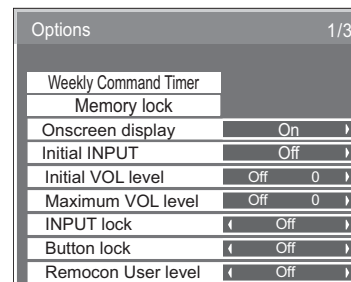 Options 1/3
Weekly Command Timer
Memory lock
Onscreen display On
Initial INPUT Off
Initial VOL level Off 0
Maximum VOL level Off 0
INPUT lock Off
Button lock Off
Remocon User level Off